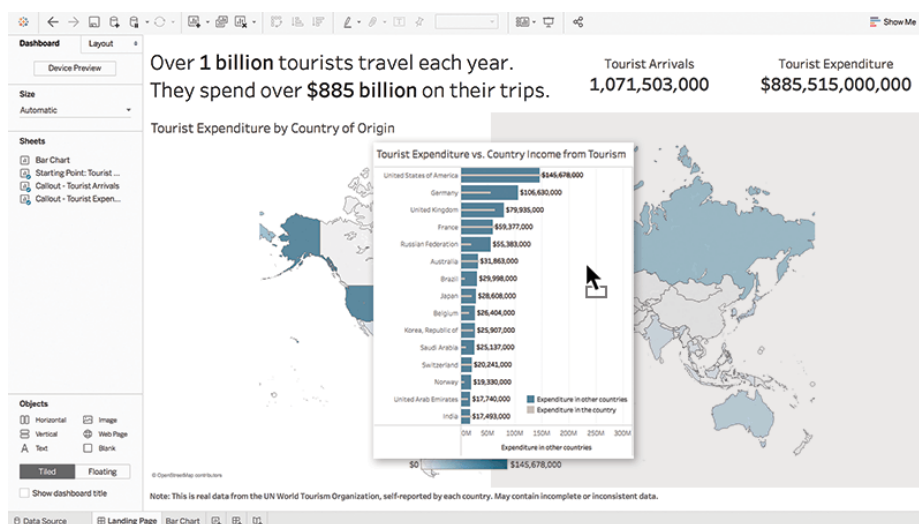 Show Me
Dashboard
Layout
Device Preview
Size
Automatic
Sheets
Bar Chart
Starting Point: Tourist ...
Callout - Tourist Arrivals
Callout - Tourist Expen...
Objects
Horizontal
Image
Vertical
Web Page
Text
Blank
Tiled
Floating
Show dashboard title
Over 1 billion tourists travel each year.
They spend over $885 billion on their trips.
Tourist Arrivals
1,071,503,000
Tourist Expenditure
$885,515,000,000
Tourist Expenditure by Country of Origin
Tourist Expenditure vs. Country Income from Tourism
United States of America $145,678,000
Germany $106,630,000
United Kingdom $79,935,000
France $59,377,000
Russian Federation $55,383,000
Australia $31,863,000
Brazil $29,998,000
Japan $28,608,000
Belgium $26,404,000
Korea, Republic of $25,907,000
Saudi Arabia $25,137,000
Switzerland $20,241,000
Norway $19,330,000
United Arab Emirates $17,740,000
India $17,493,000
Expenditure in other countries
Expenditure in the country
0M 50M 100M 150M 200M 250M 300M
Expenditure in other countries
$0 $145,678,000
© OpenStreetMap contributors
Note: This is real data from the UN World Tourism Organization, self-reported by each country. May contain incomplete or inconsistent data.
Data Source
Landing Page
Bar Chart